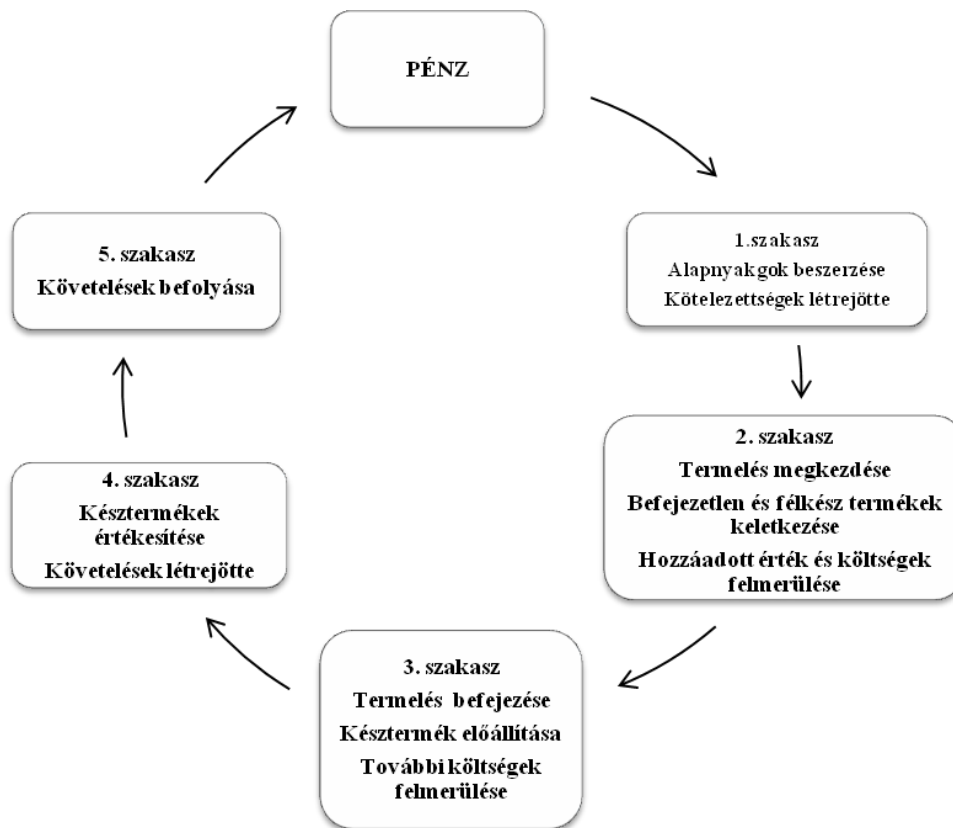 PÉNZ
1.szakasz
Alapnyakgok beszerzése
Kötelezettségek létrejötte
2. szakasz
Termelés megkezdése
Befejezetlen és félkész termékek
keletkezése
Hozzáadott érték és költségek
felmerülése
3. szakasz
Termelés befejezése
Késztermék előállítása
További költségek
felmerülése
4. szakasz
Késztermékek
értékesítése
Követelések létrejötte
5. szakasz
Követelések befolyása